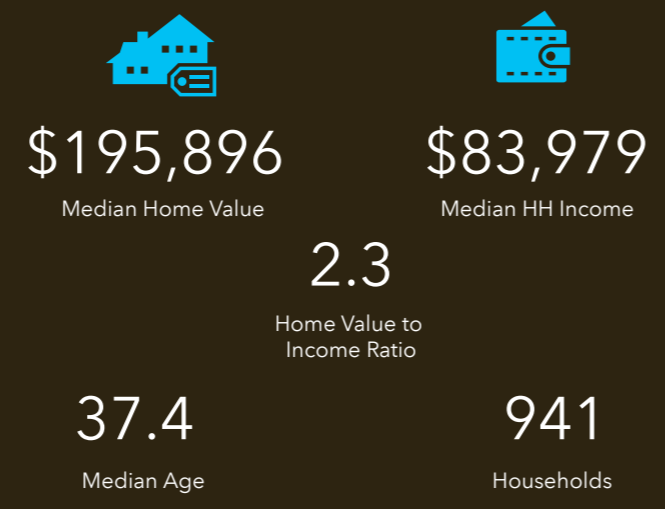 $195,896
Median Home Value
$83,979
Median HH Income
2.3
Home Value to
Income Ratio
37.4
Median Age
941
Households